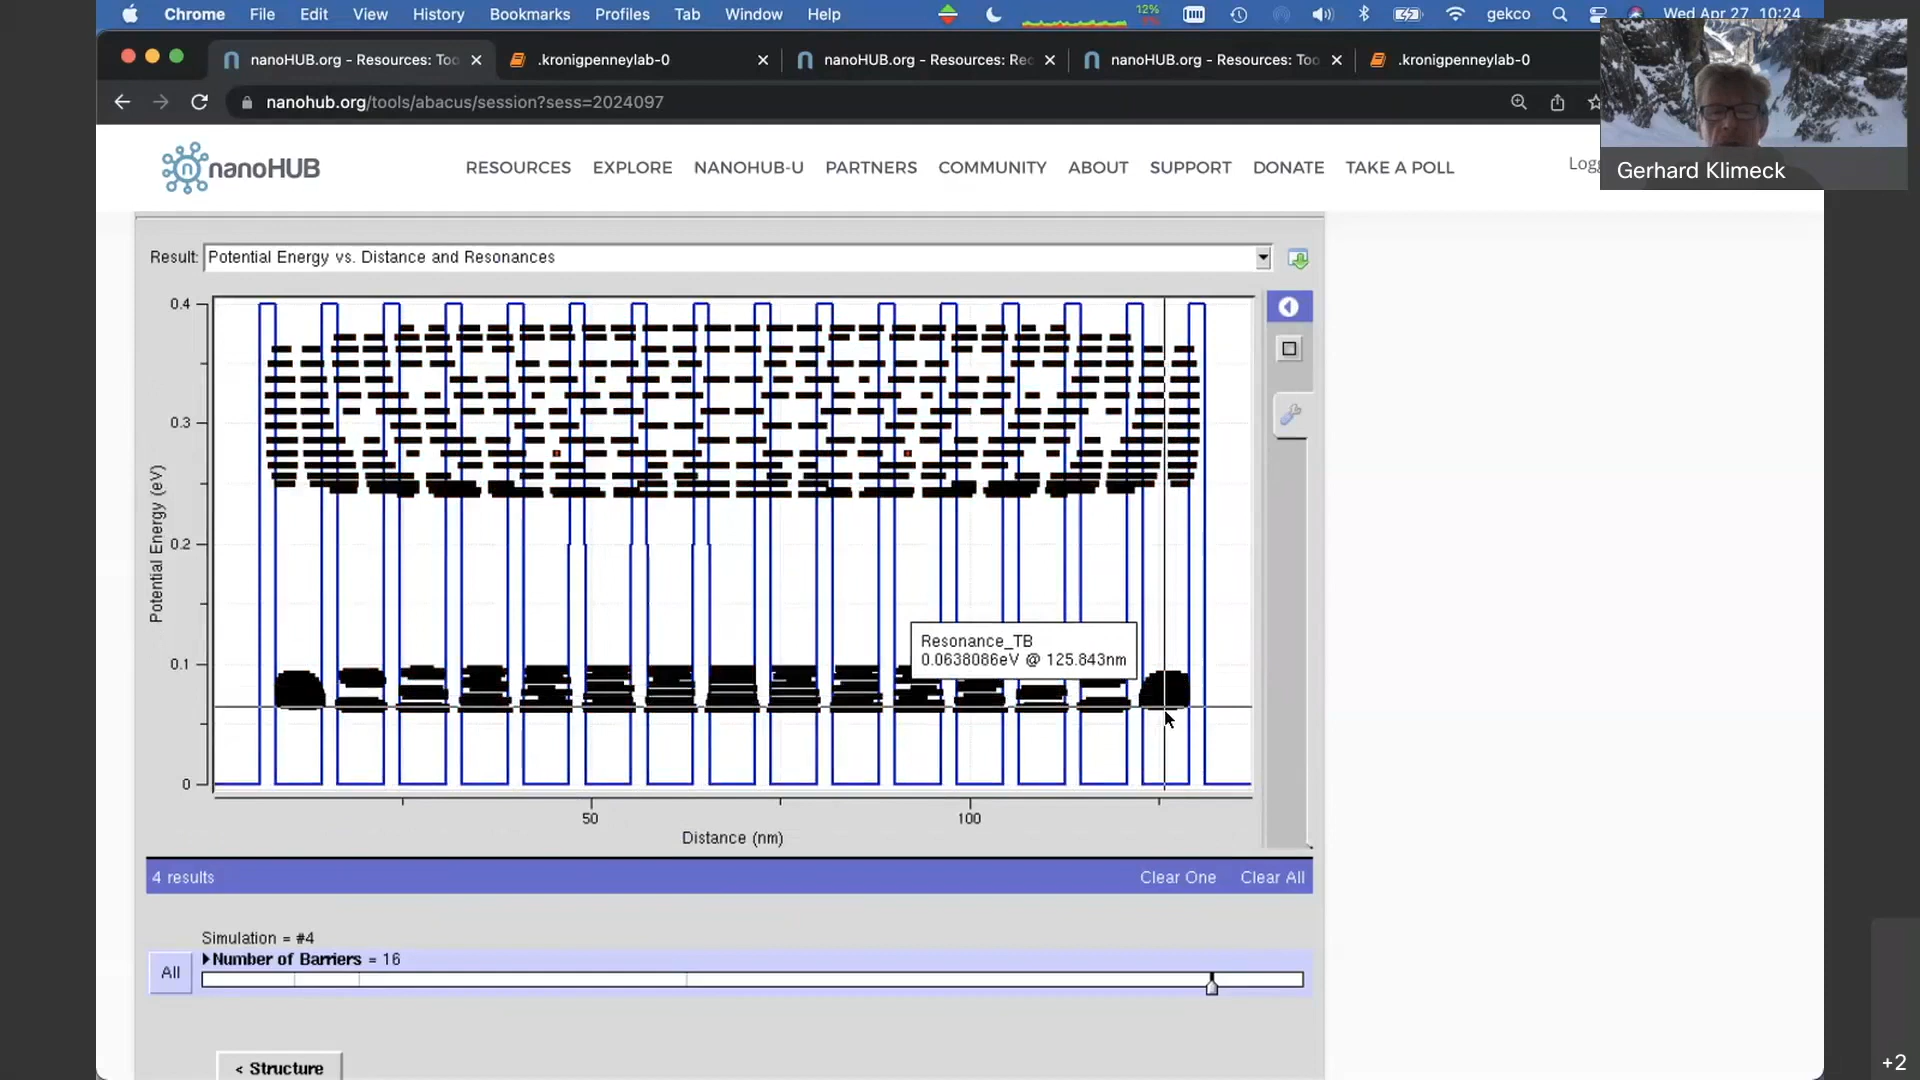 Chrome File Edit View History Bookmarks Profiles Tab Window Help 12% gekco Wed Apr 27, 10:24
nanoHUB.org - Resources: Too .kronigpenneylab-0 nanoHUB.org - Resources: Rec nanoHUB.org - Resources: Too .kronigpenneylab-0
nanohub.org/tools/abacus/session?sess=2024097
nanoHUB RESOURCES EXPLORE NANOHUB-U PARTNERS COMMUNITY ABOUT SUPPORT DONATE TAKE A POLL Logg
Gerhard Klimeck
Result: Potential Energy vs. Distance and Resonances
0.4
0.3
0.2
0.1
0
Potential Energy (eV)
Resonance_TB
0.0638086eV @ 125.843nm
50 100
Distance (nm)
4 results Clear One Clear All
Simulation = #4
All Number of Barriers = 16
< Structure
+2